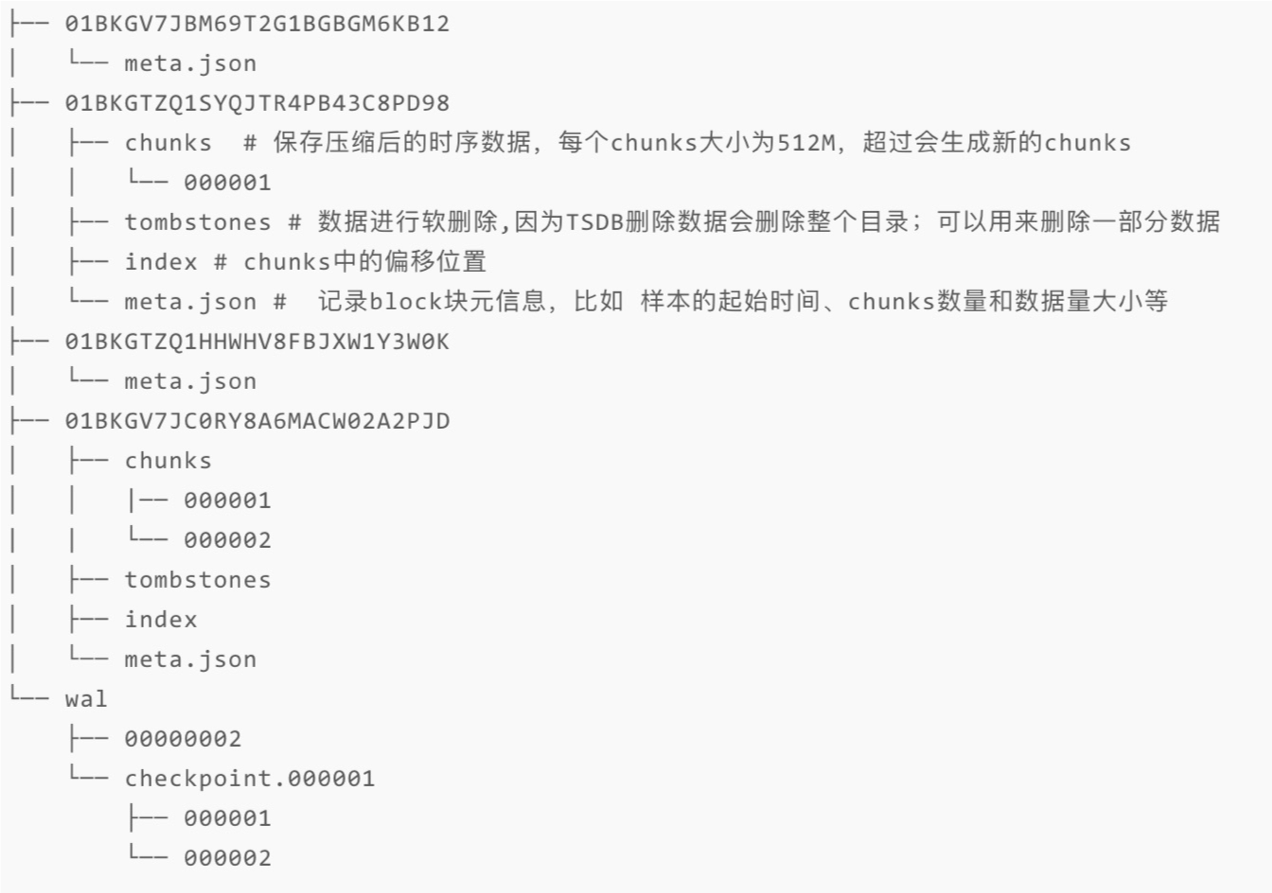 ├── 01BKGV7JBM69T2G1BGBGM6KB12
│   └── meta.json
├── 01BKGTZQ1SYQJTR4PB43C8PD98
│   ├── chunks  # 保存压缩后的时序数据，每个chunks大小为512M，超过会生成新的chunks
│   │   └── 000001
│   ├── tombstones # 数据进行软删除,因为TSDB删除数据会删除整个目录；可以用来删除一部分数据
│   ├── index # chunks中的偏移位置
│   └── meta.json #  记录block块元信息，比如 样本的起始时间、chunks数量和数据量大小等
├── 01BKGTZQ1HHWHV8FBJXW1Y3W0K
│   └── meta.json
├── 01BKGV7JC0RY8A6MACW02A2PJD
│   ├── chunks
│   │   |── 000001
|   |   └── 000002
│   ├── tombstones
│   ├── index
│   └── meta.json
└── wal
    ├── 00000002
    └── checkpoint.000001
        ├── 000001
        └── 000002